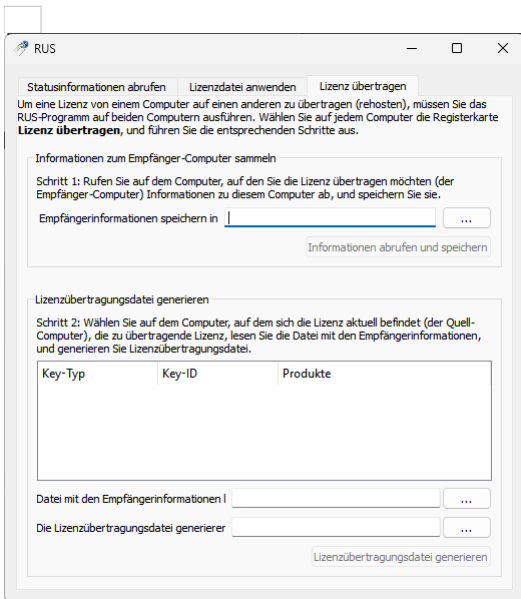 RUS
Statusinformationen abrufen Lizenzdatei anwenden Lizenz übertragen
Um eine Lizenz von einem Computer auf einen anderen zu übertragen (rehosten), müssen Sie das
RUS-Programm auf beiden Computern ausführen. Wählen Sie auf jedem Computer die Registerkarte
Lizenz übertragen, und führen Sie die entsprechenden Schritte aus.
Informationen zum Empfänger-Computer sammeln
Schritt 1: Rufen Sie auf dem Computer, auf den Sie die Lizenz übertragen möchten (der
Empfänger-Computer) Informationen zu diesem Computer ab, und speichern Sie sie.
Empfängerinformationen speichern in ...
Informationen abrufen und speichern
Lizenzübertragungsdatei generieren
Schritt 2: Wählen Sie auf dem Computer, auf dem sich die Lizenz aktuell befindet (der Quell-
Computer), die zu übertragende Lizenz, lesen Sie die Datei mit den Empfängerinformationen,
und generieren Sie Lizenzübertragungsdatei.
Key-Typ Key-ID Produkte
Datei mit den Empfängerinformationen l ...
Die Lizenzübertragungsdatei generierer ...
Lizenzübertragungsdatei generieren